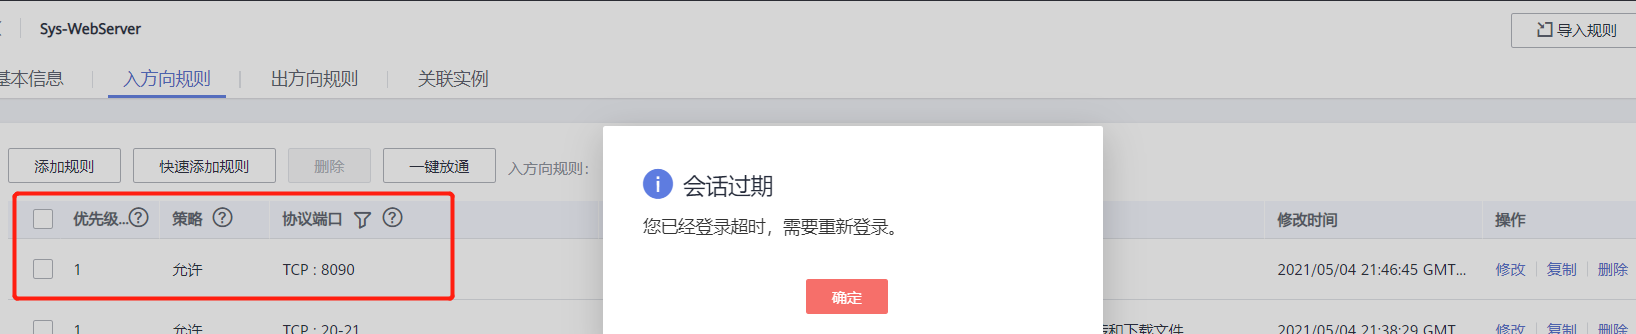 Sys-WebServer
导入规则
基本信息 入方向规则 出方向规则 关联实例
添加规则 快速添加规则 删除 一键放通 入方向规则:
会话过期
您已经登录超时，需要重新登录。
确定
优先级... 策略 协议端口 修改时间 操作
1 允许 TCP : 8090 2021/05/04 21:46:45 GMT... 修改 复制 删除
1 允许 TCP : 20-21 和下载文件 2021/05/04 21:38:29 GMT... 修改 复制 删除